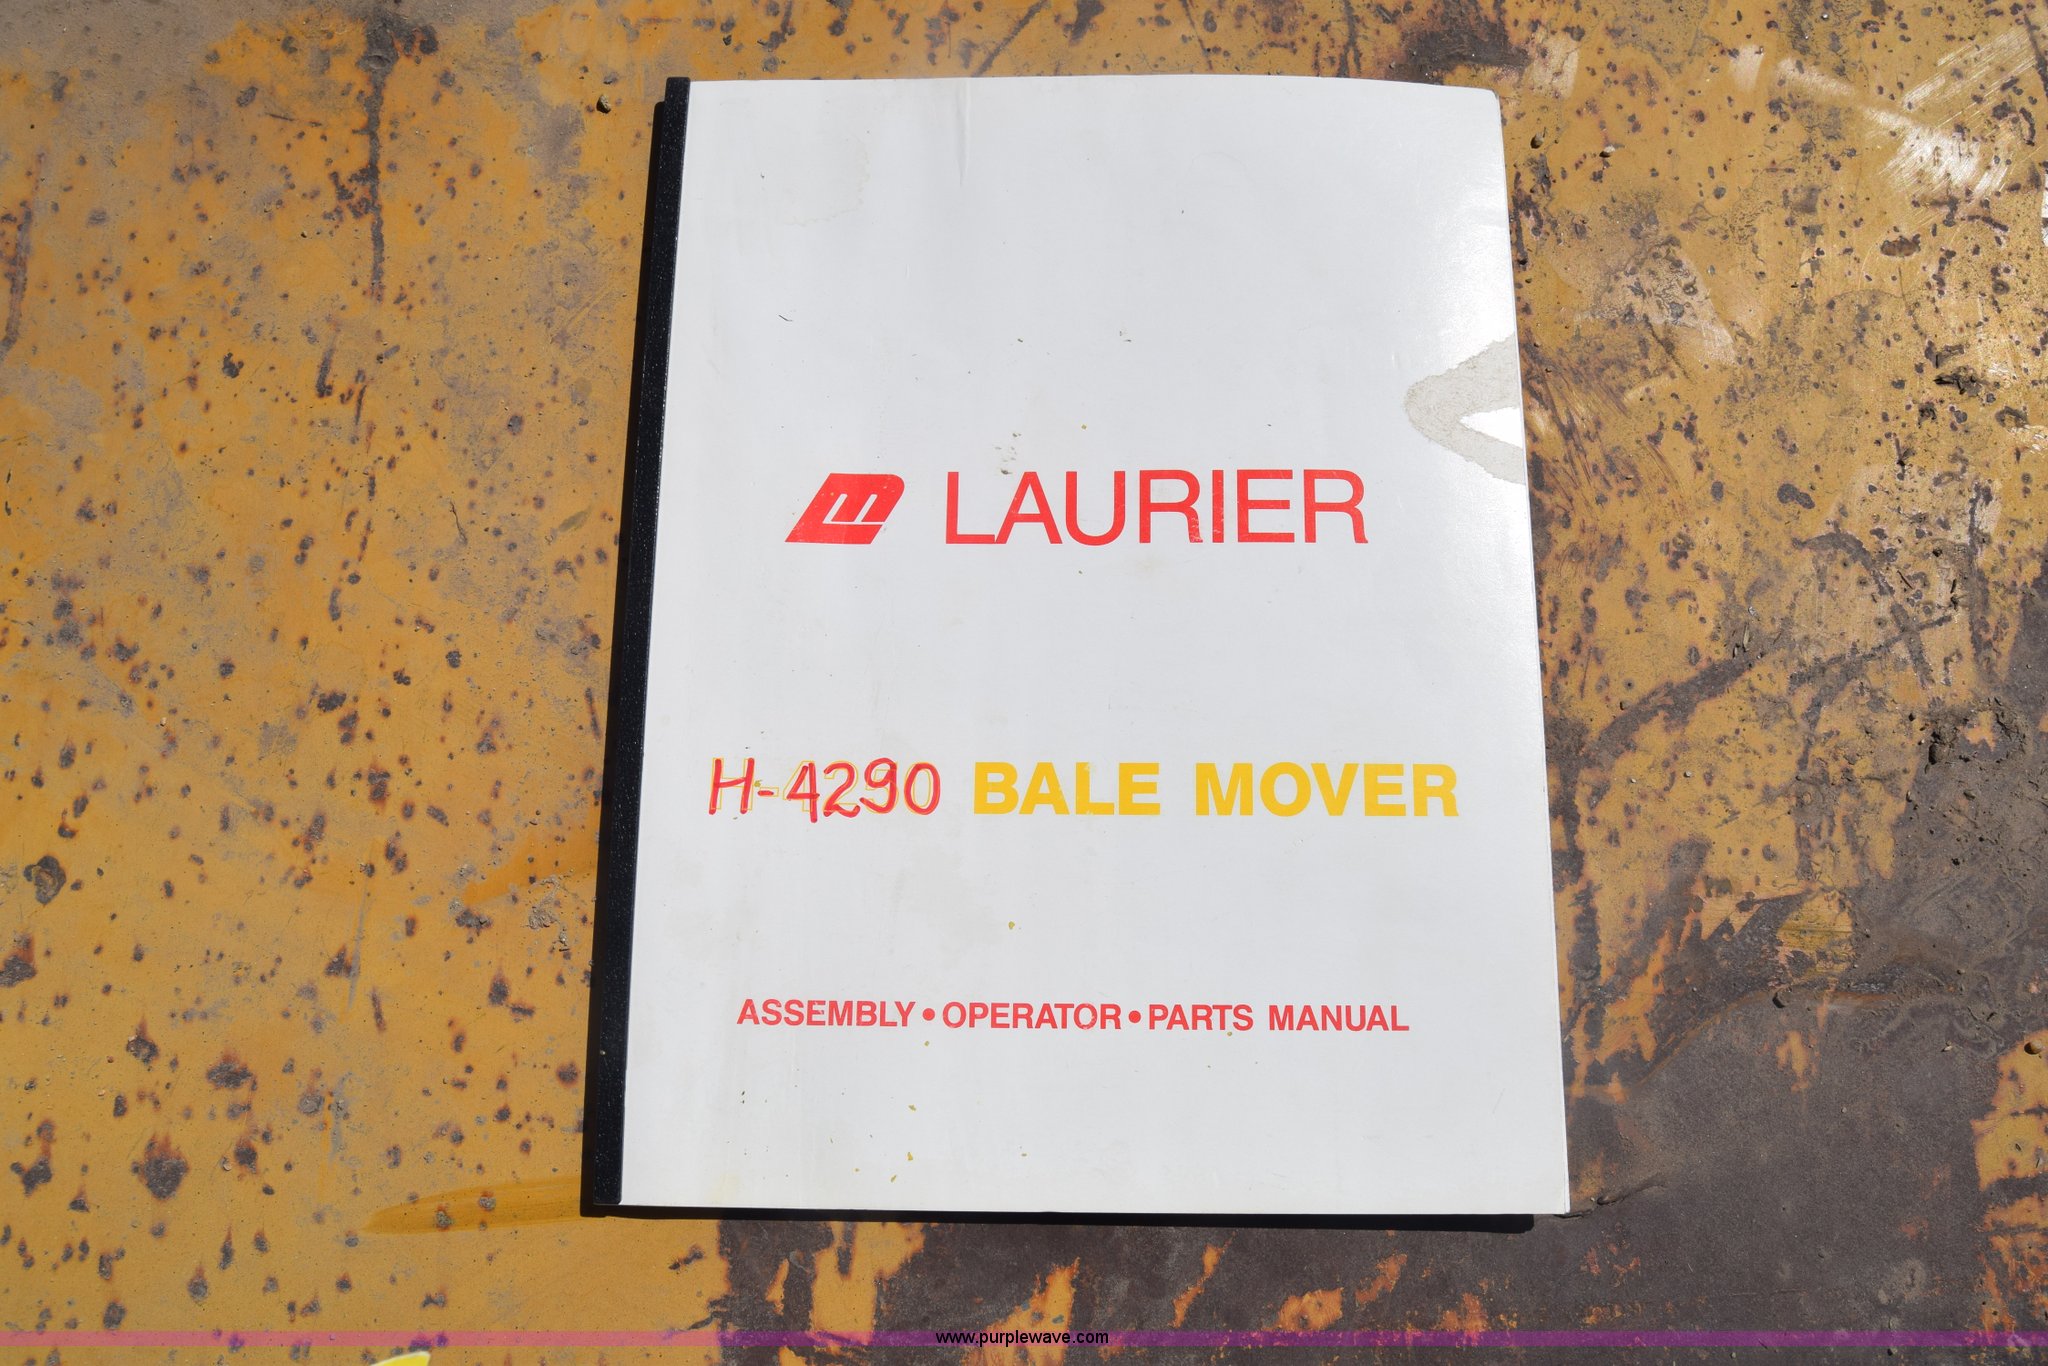 LAURIER
H-4290 BALE MOVER
ASSEMBLY • OPERATOR • PARTS MANUAL
www.purplewave.com